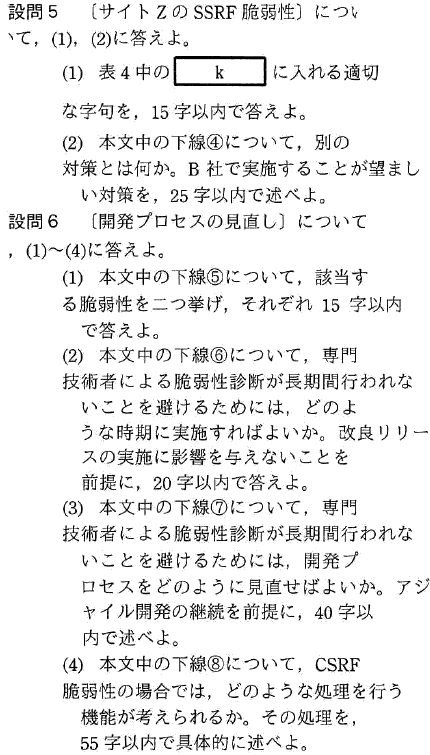 設問5 〔サイトZのSSRF脆弱性〕につい
いて，(1)，(2)に答えよ。
(1) 表4中の k に入れる適切
な字句を，15字以内で答えよ。
(2) 本文中の下線④について，別の
対策とは何か。B社で実施することが望まし
い対策を，25字以内で述べよ。
設問6 〔開発プロセスの見直し〕について
，(1)～(4)に答えよ。
(1) 本文中の下線⑤について，該当す
る脆弱性を二つ挙げ，それぞれ 15 字以内
で答えよ。
(2) 本文中の下線⑥について，専門
技術者による脆弱性診断が長期間行われな
いことを避けるためには，どのよ
うな時期に実施すればよいか。改良リリー
スの実施に影響を与えないことを
前提に，20字以内で答えよ。
(3) 本文中の下線⑦について，専門
技術者による脆弱性診断が長期間行われな
いことを避けるためには，開発プ
ロセスをどのように見直せばよいか。アジ
ャイル開発の継続を前提に，40字以
内で述べよ。
(4) 本文中の下線⑧について，CSRF
脆弱性の場合では，どのような処理を行う
機能が考えられるか。その処理を，
55字以内で具体的に述べよ。